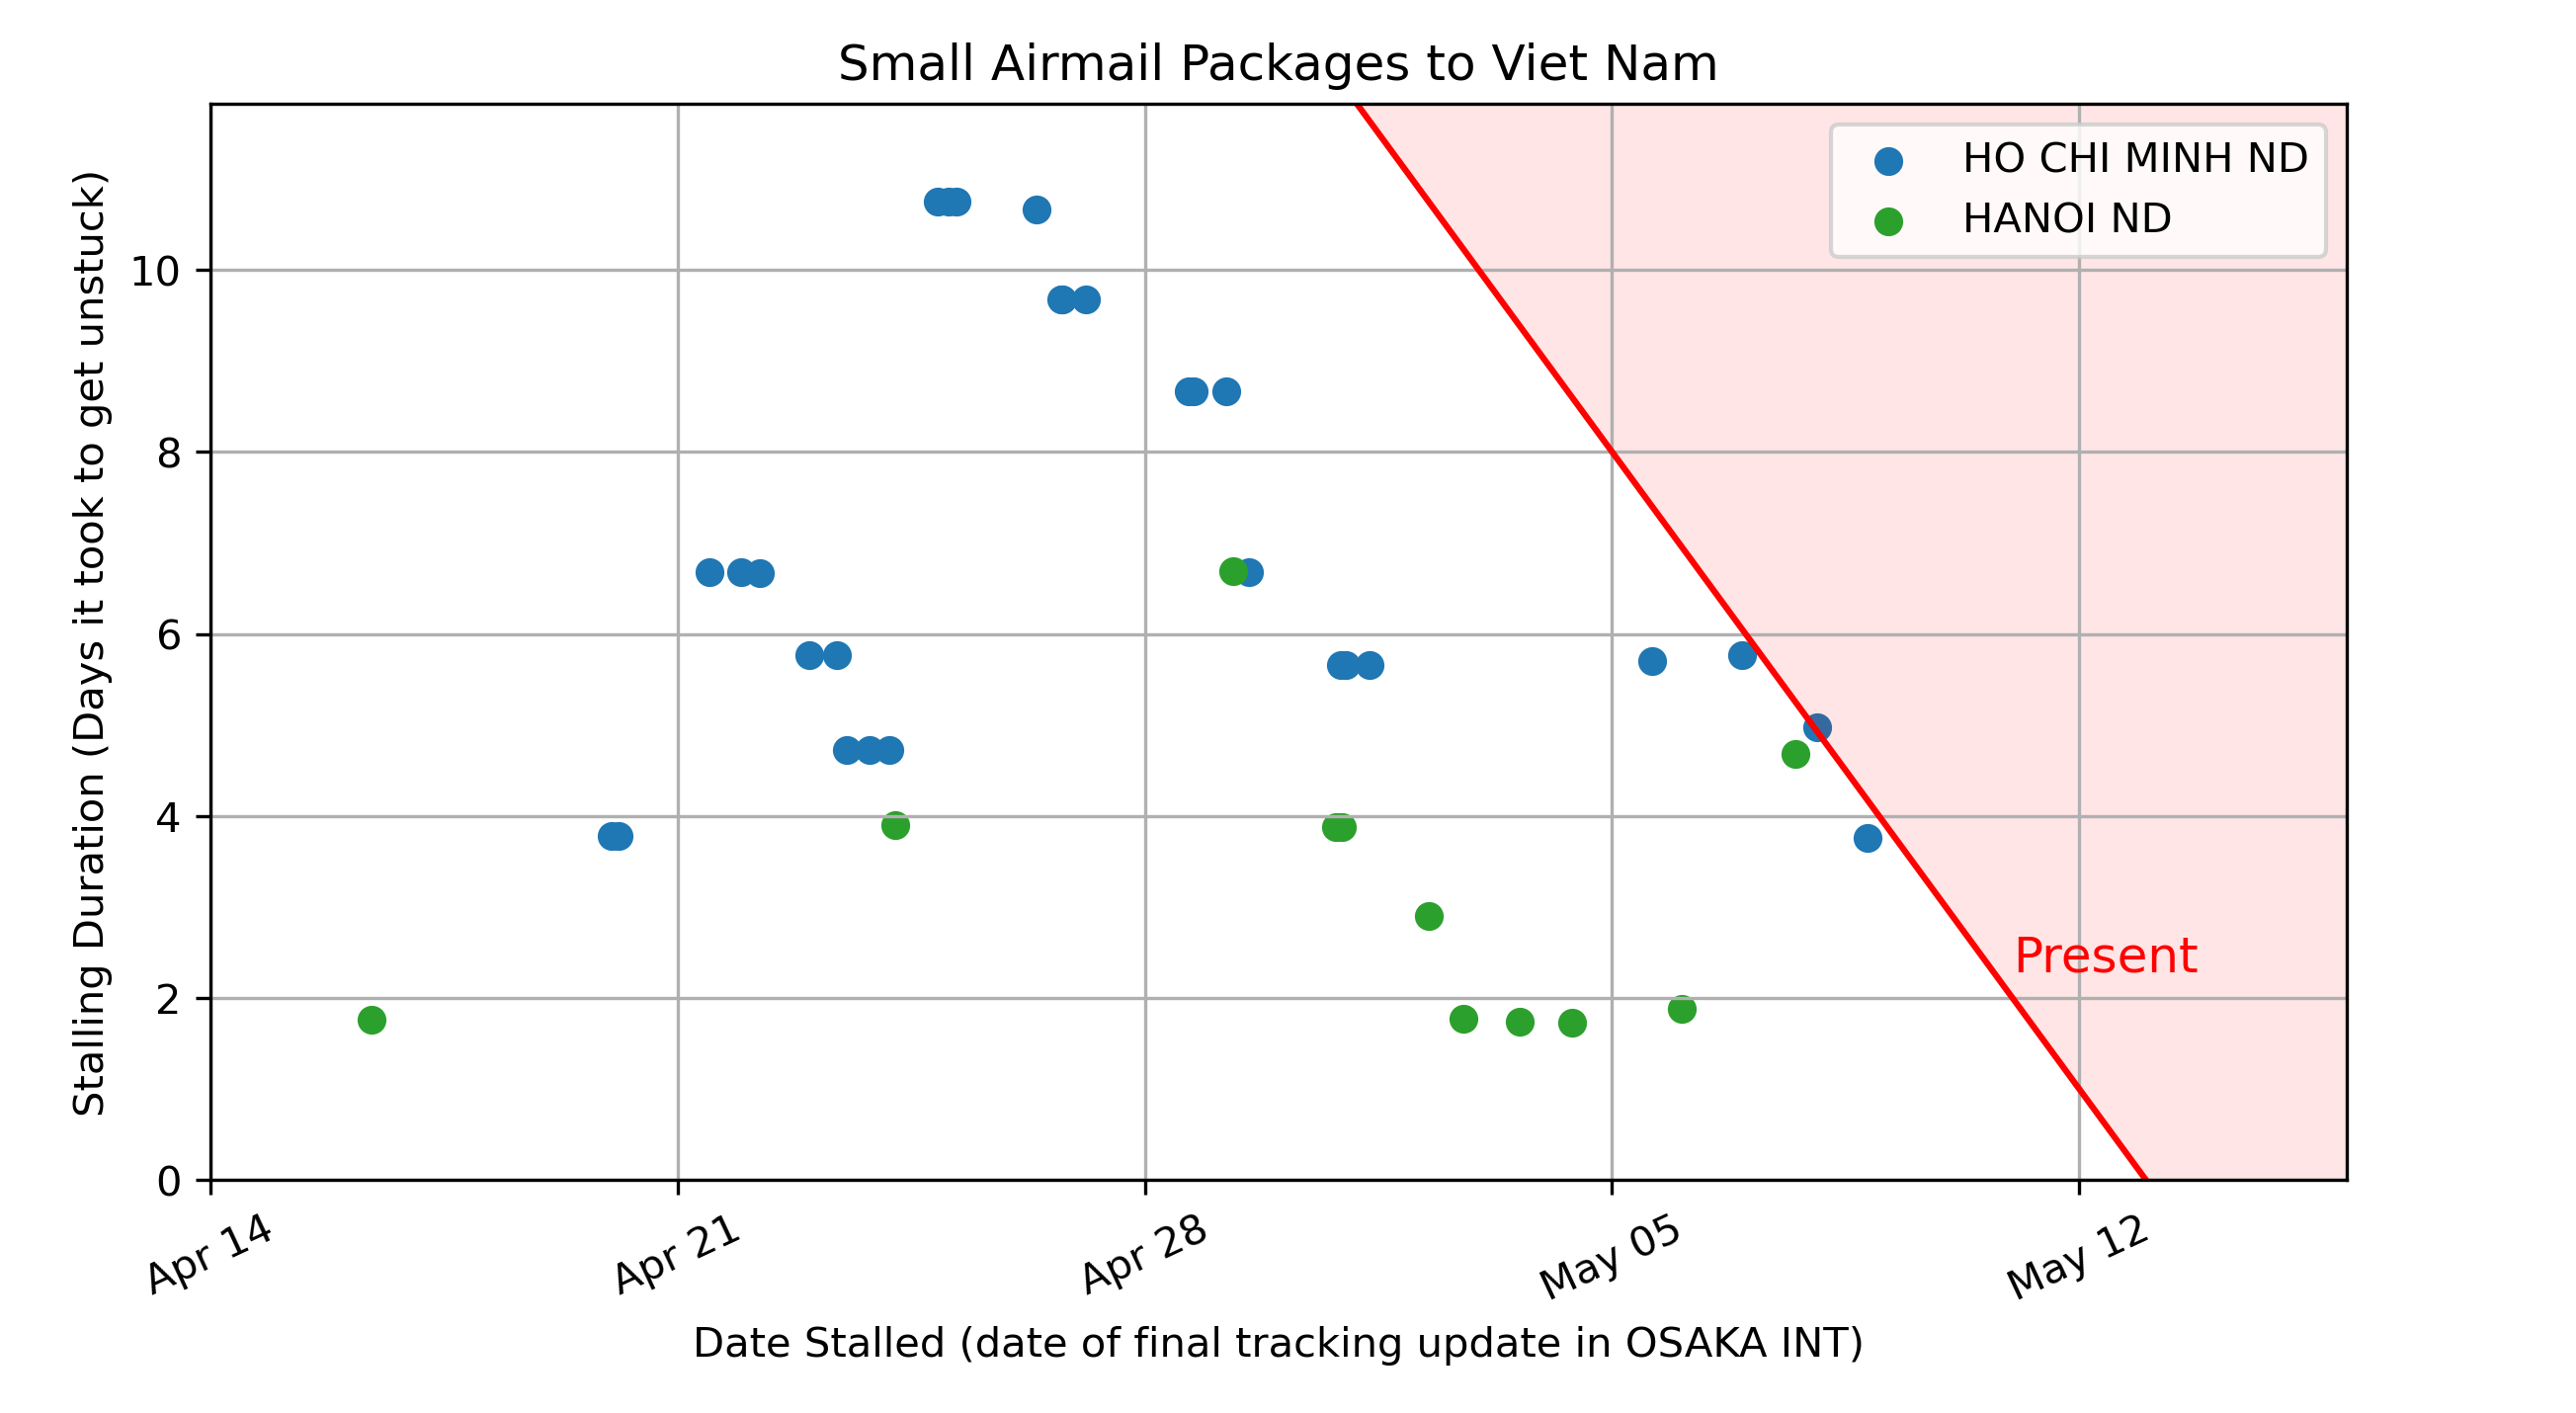 Small Airmail Packages to Viet Nam
HO CHI MINH ND
HANOI ND
Stalling Duration (Days it took to get unstuck)
10
8
6
4
2
0
Present
Apr 14
Apr 21
Apr 28
May 05
May 12
Date Stalled (date of final tracking update in OSAKA INT)